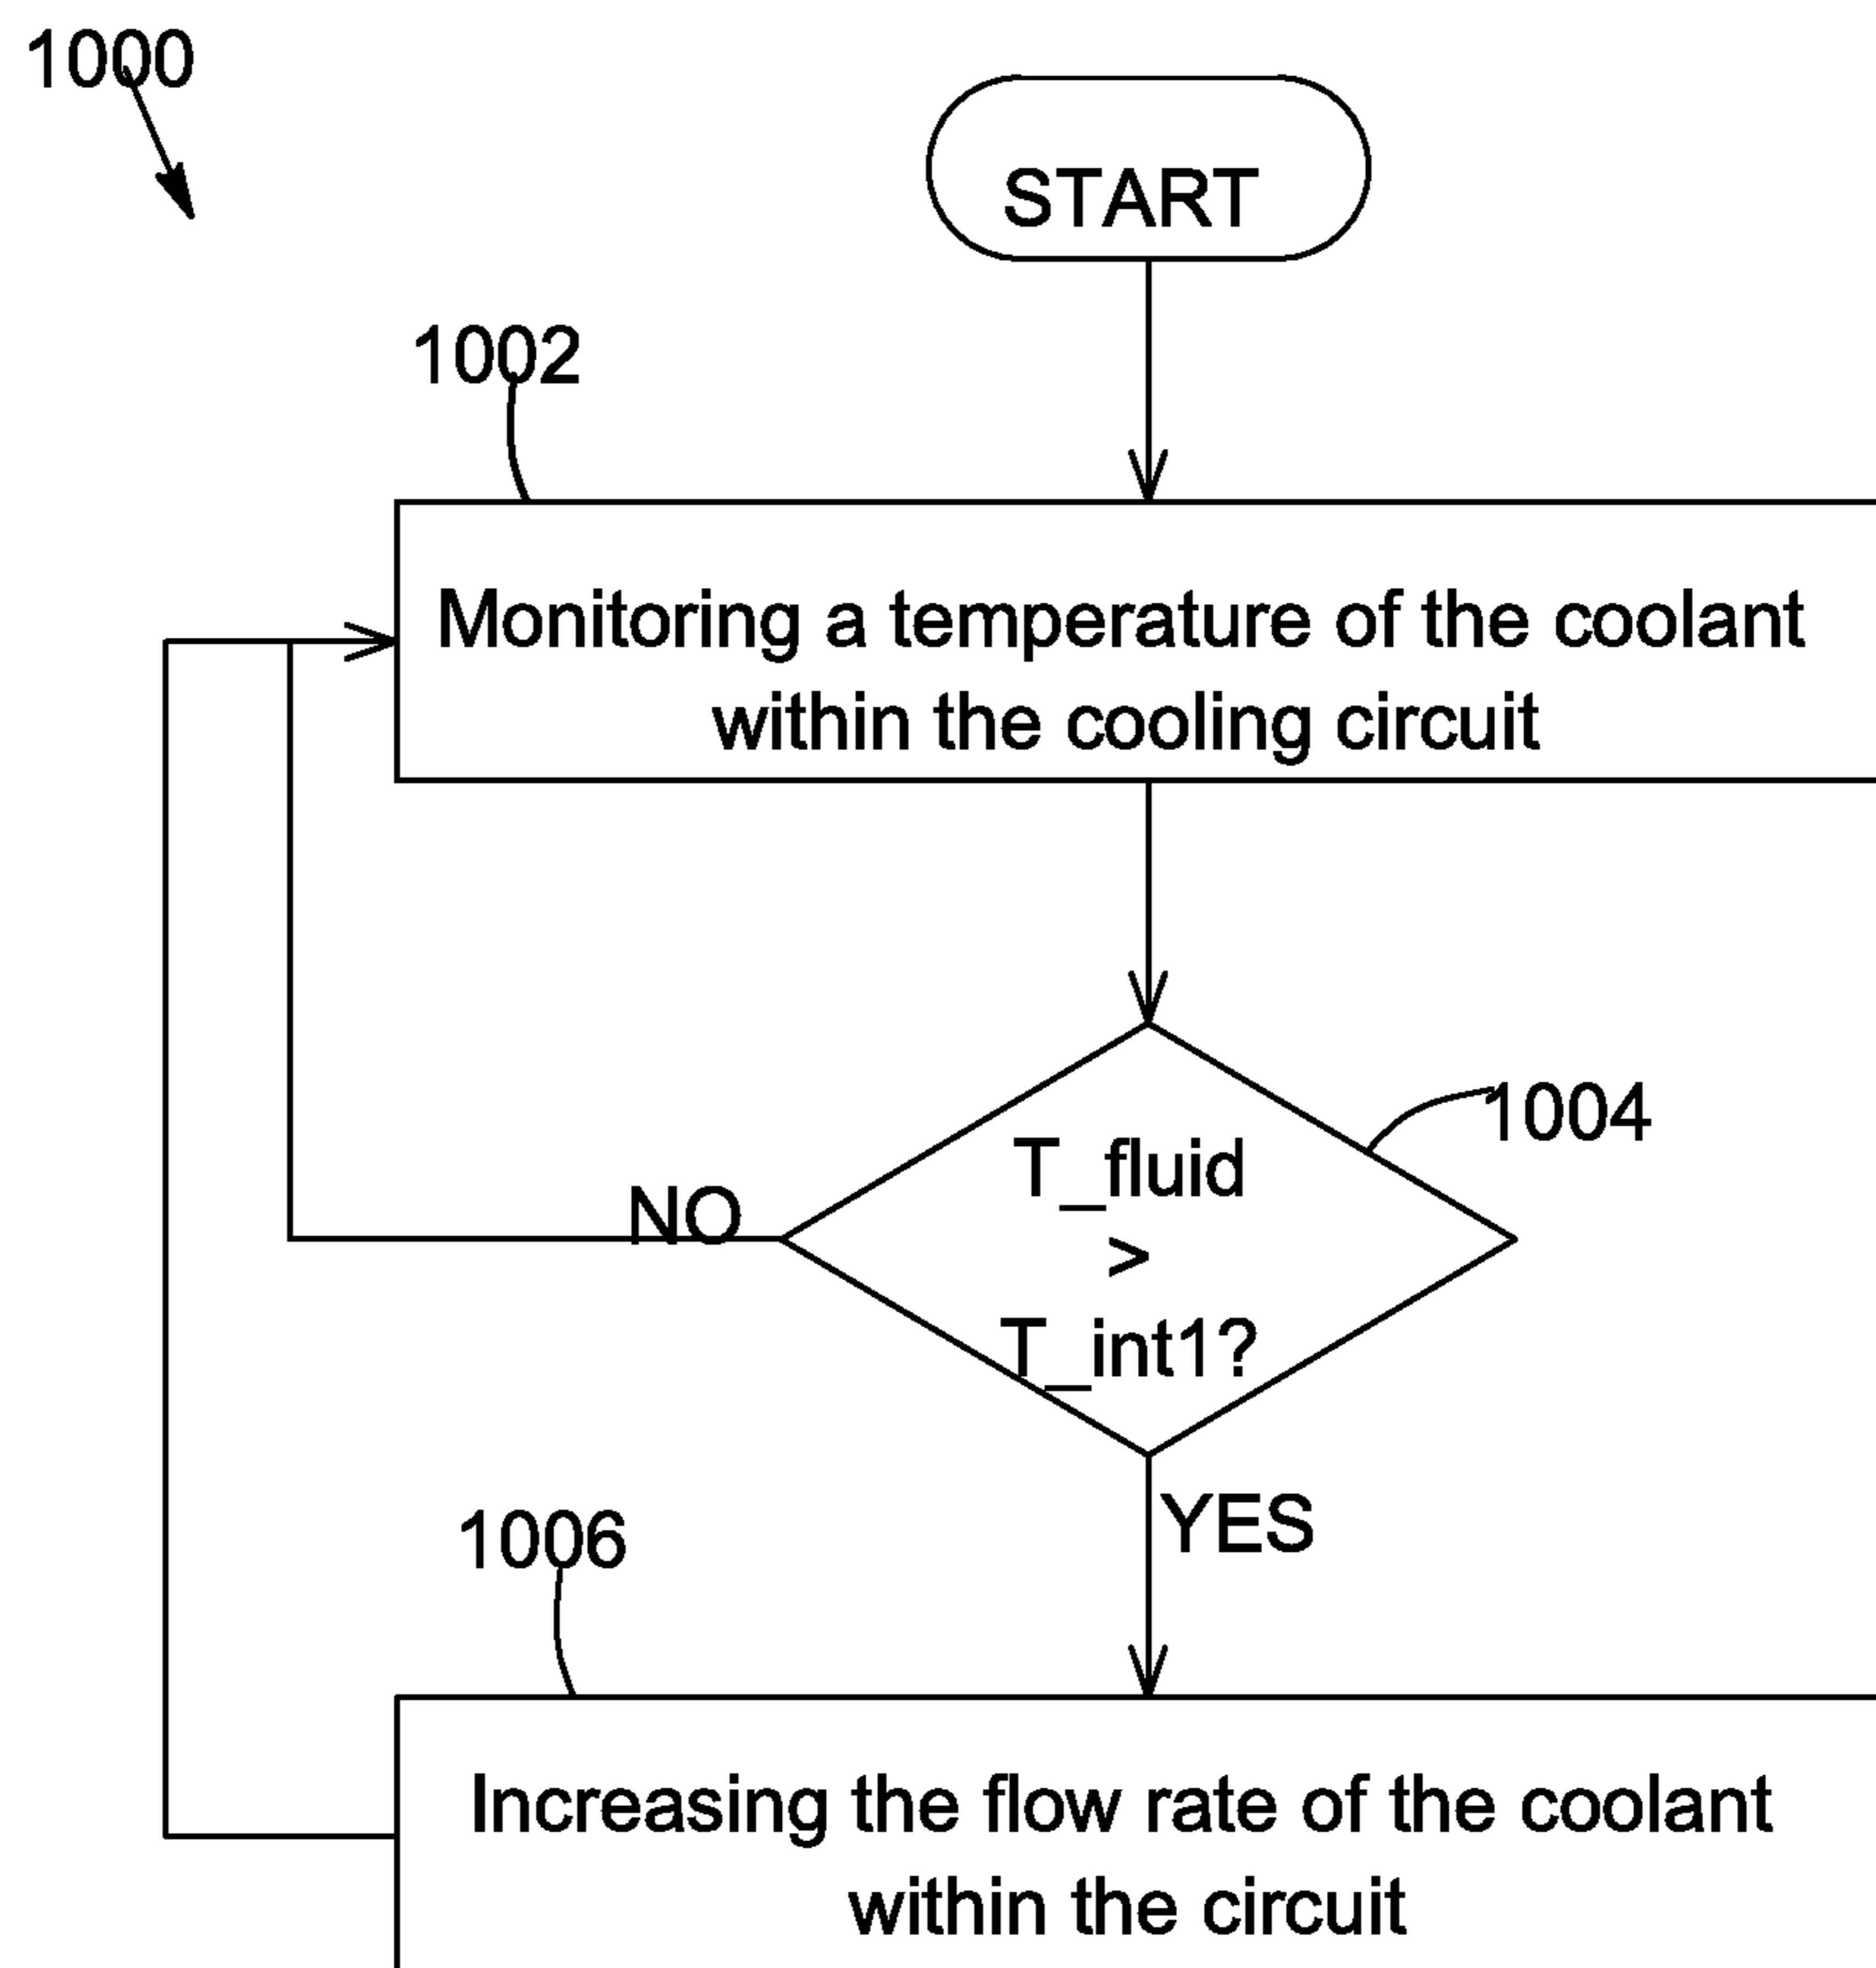 1000
START
1002
Monitoring a temperature of the coolant
within the cooling circuit
1004
T_fluid
>
T_int1?
NO
YES
1006
Increasing the flow rate of the coolant
within the circuit